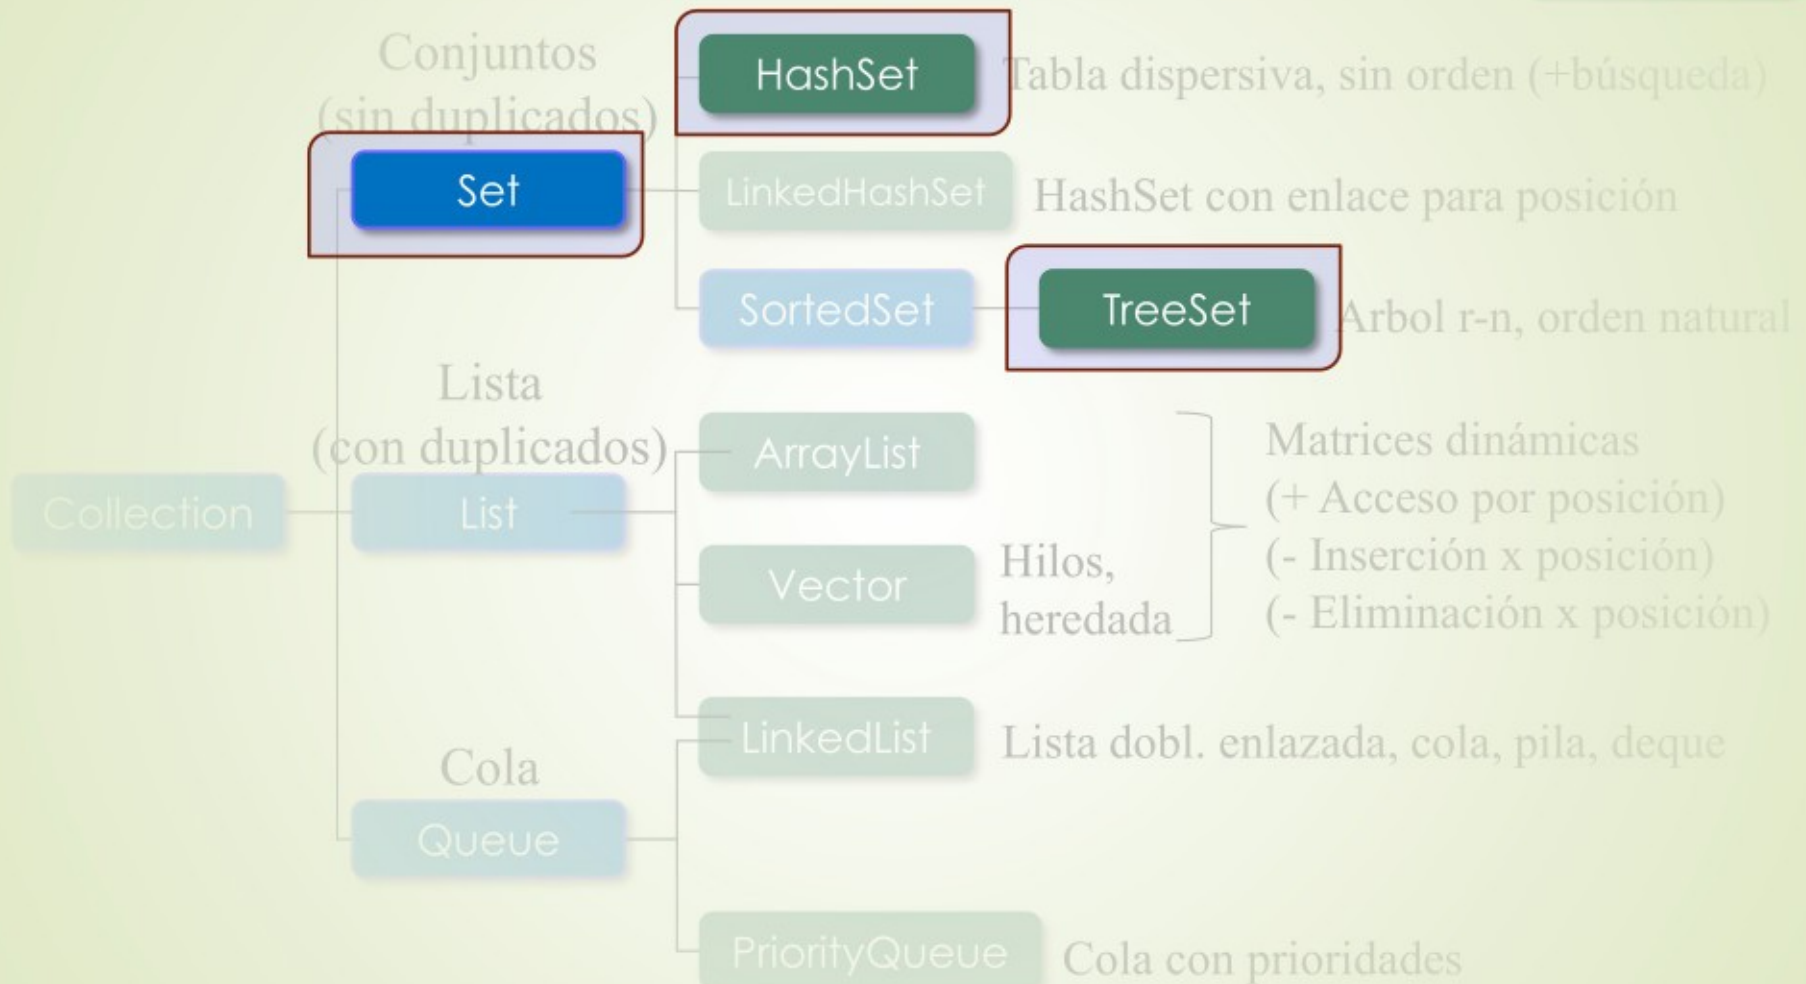 Conjuntos
(sin duplicados)
HashSet
Tabla dispersiva, sin orden (+búsqueda)
Set
LinkedHashSet
HashSet con enlace para posición
SortedSet
TreeSet
Arbol r-n, orden natural
Lista
(con duplicados)
ArrayList
Matrices dinámicas
(+ Acceso por posición)
(- Inserción x posición)
(- Eliminación x posición)
Collection
List
Vector
Hilos,
heredada
LinkedList
Lista dobl. enlazada, cola, pila, deque
Cola
Queue
PriorityQueue
Cola con prioridades